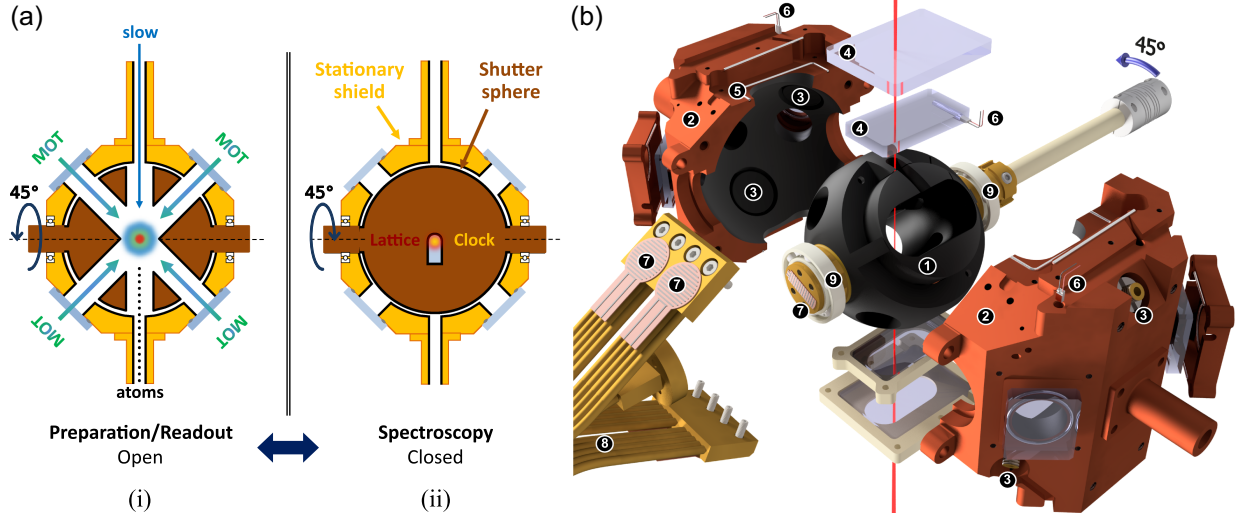 (a)
slow
MOT
MOT
45°
MOT
MOT
atoms
Preparation/Readout
Open
(i)
Stationary
shield
Shutter
sphere
45°
Lattice
Clock
Spectroscopy
Closed
(ii)
(b)
6
4
45°
5
3
2
4
6
3
9
1
7
7
9
7
6
2
3
8
3